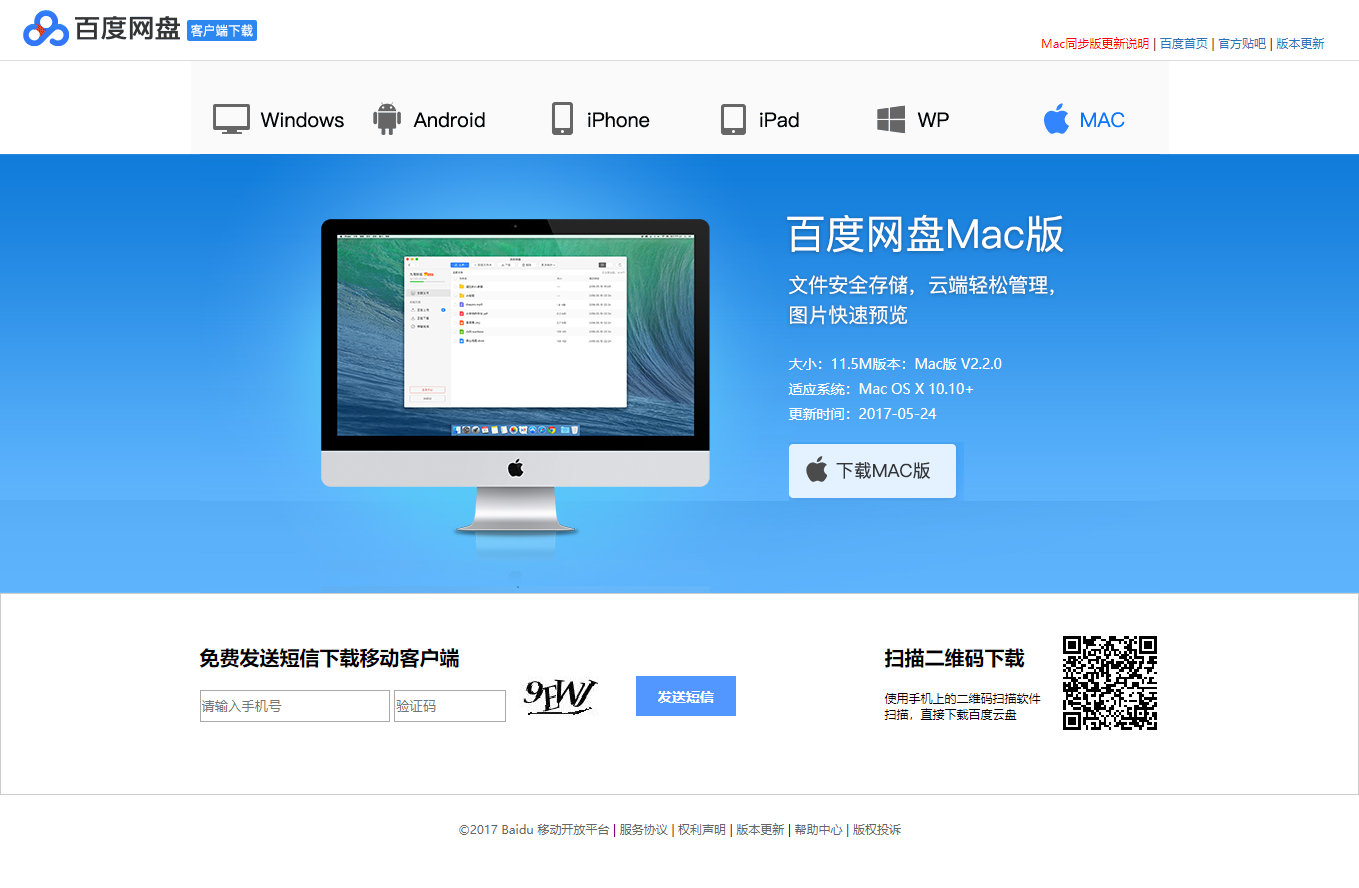 百度网盘 客户端下载
Mac同步版更新说明 | 百度首页 | 官方贴吧 | 版本更新
Windows Android iPhone iPad WP MAC
百度网盘Mac版
文件安全存储，云端轻松管理，
图片快速预览
大小：11.5M版本：Mac版 V2.2.0
适应系统：Mac OS X 10.10+
更新时间：2017-05-24
下载MAC版
免费发送短信下载移动客户端
请输入手机号 验证码 9FW 发送短信
扫描二维码下载
使用手机上的二维码扫描软件
扫描，直接下载百度云盘
©2017 Baidu 移动开放平台 | 服务协议 | 权利声明 | 版本更新 | 帮助中心 | 版权投诉